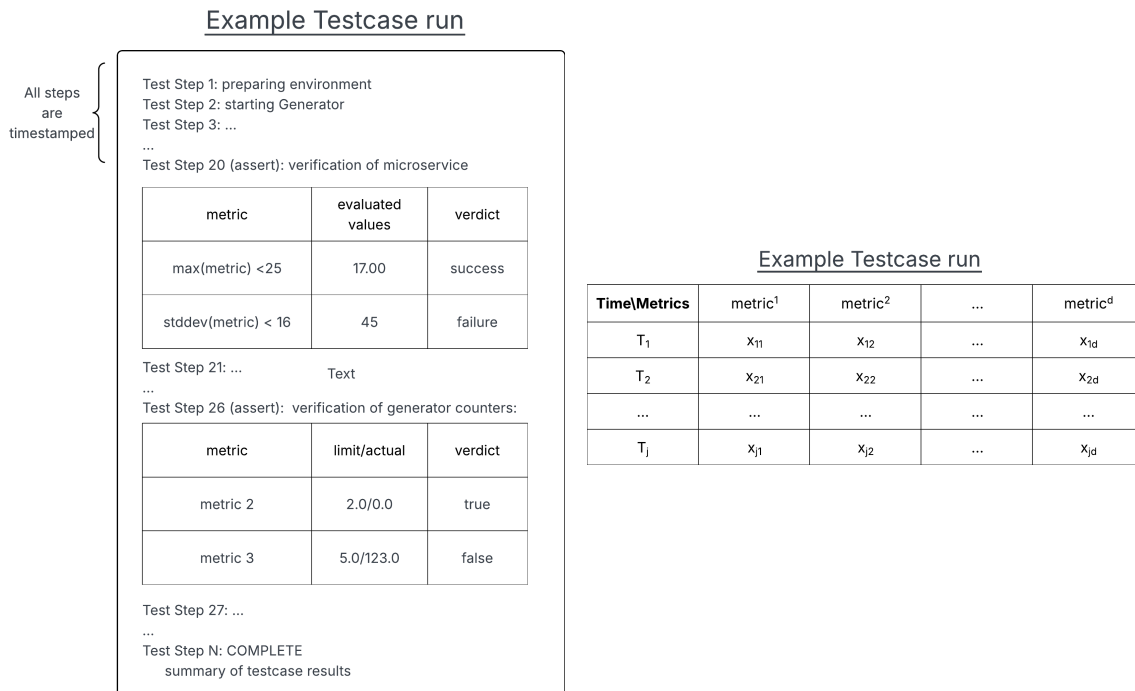 Example Testcase run
All steps
are
timestamped
Test Step 1: preparing environment
Test Step 2: starting Generator
Test Step 3: ...
...
Test Step 20 (assert): verification of microservice
metric evaluated values verdict
max(metric) <25 17.00 success
stddev(metric) < 16 45 failure
Test Step 21: ...
Text
...
Test Step 26 (assert): verification of generator counters:
metric limit/actual verdict
metric 2 2.0/0.0 true
metric 3 5.0/123.0 false
Test Step 27: ...
...
Test Step N: COMPLETE
summary of testcase results
Example Testcase run
Time\Metrics metric¹ metric² ... metricᵈ
T₁ x₁₁ x₁₂ ... x₁d
T₂ x₂₁ x₂₂ ... x₂d
... ... ... ... ...
Tⱼ xⱼ₁ xⱼ₂ ... xⱼd